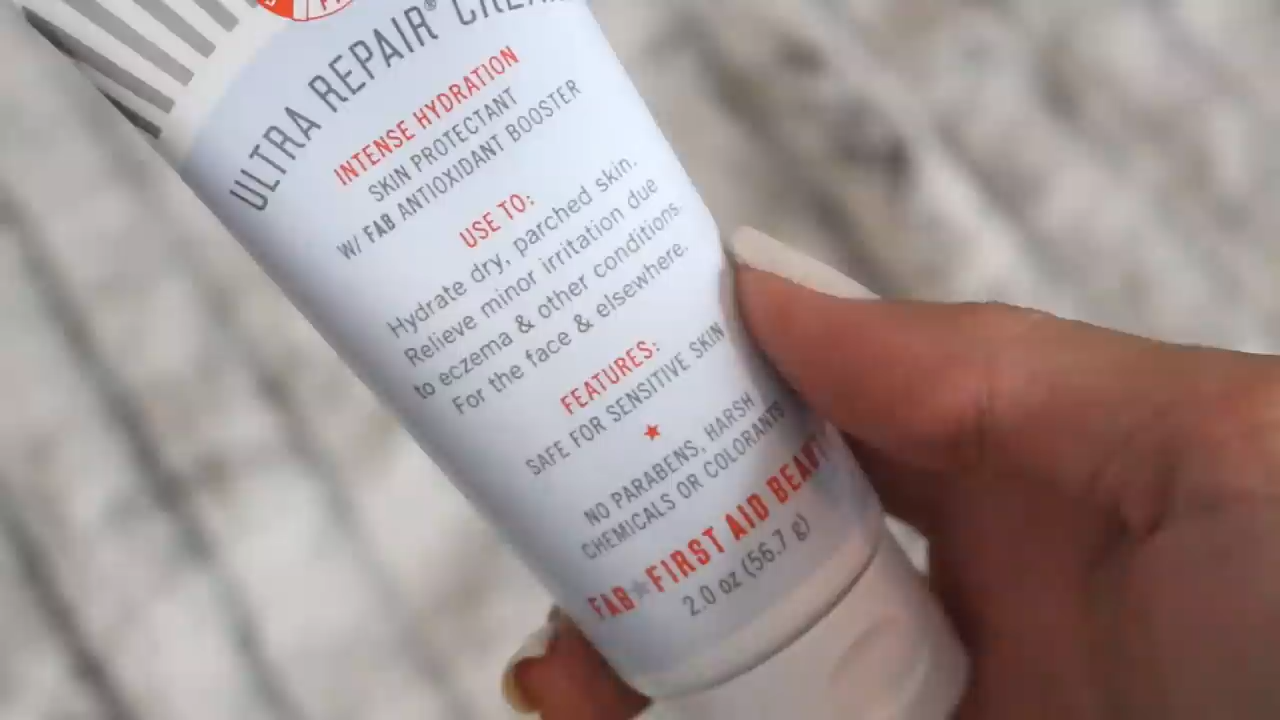 ULTRA REPAIR® CREAM
INTENSE HYDRATION
SKIN PROTECTANT
W/ FAB ANTIOXIDANT BOOSTER
USE TO:
Hydrate dry, parched skin.
Relieve minor irritation due
to eczema & other conditions.
For the face & elsewhere.
FEATURES:
SAFE FOR SENSITIVE SKIN
NO PARABENS, HARSH
CHEMICALS OR COLORANTS
FAB FIRST AID BEAUTY
2.0 oz (56.7 g)